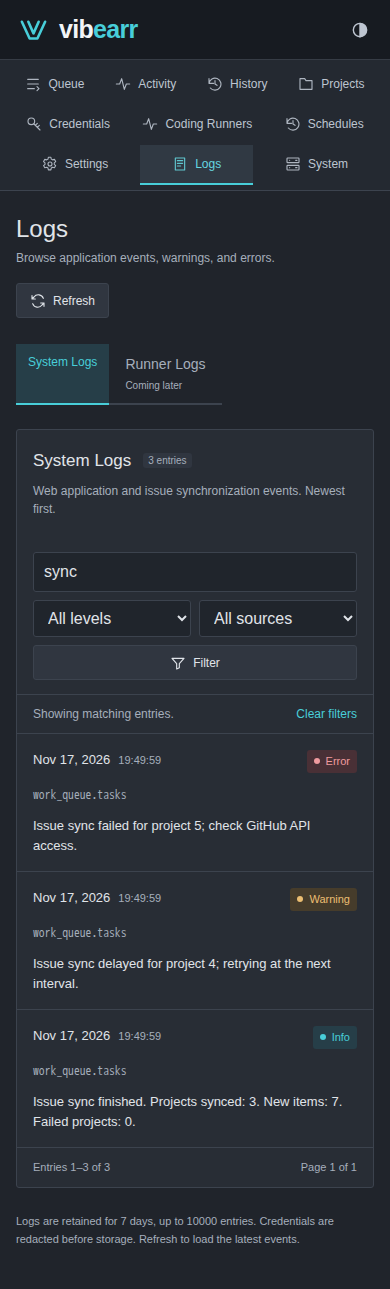 vibearr
Queue Activity History Projects
Credentials Coding Runners Schedules
Settings Logs System
Logs
Browse application events, warnings, and errors.
Refresh
System Logs Runner Logs
Coming later
System Logs 3 entries
Web application and issue synchronization events. Newest
first.
sync
All levels All sources
Filter
Showing matching entries. Clear filters
Nov 17, 2026 19:49:59 Error
work_queue.tasks
Issue sync failed for project 5; check GitHub API
access.
Nov 17, 2026 19:49:59 Warning
work_queue.tasks
Issue sync delayed for project 4; retrying at the next
interval.
Nov 17, 2026 19:49:59 Info
work_queue.tasks
Issue sync finished. Projects synced: 3. New items: 7.
Failed projects: 0.
Entries 1–3 of 3 Page 1 of 1
Logs are retained for 7 days, up to 10000 entries. Credentials are
redacted before storage. Refresh to load the latest events.